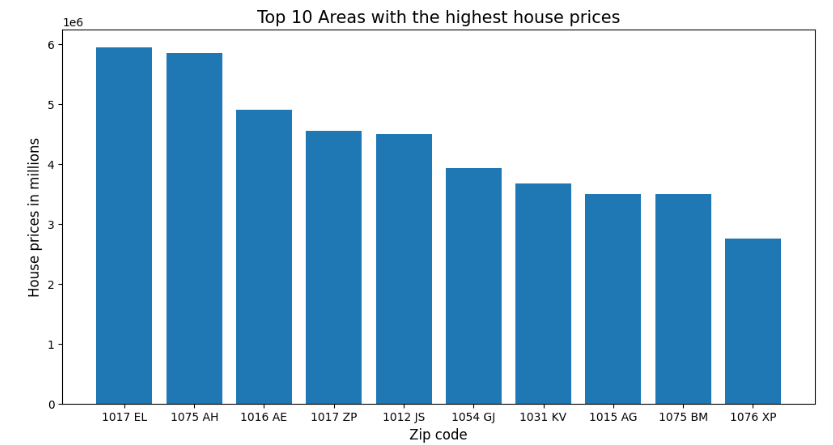 Top 10 Areas with the highest house prices
1e6
6
5
4
3
2
1
0
House prices in millions
1017 EL 1075 AH 1016 AE 1017 ZP 1012 JS 1054 GJ 1031 KV 1015 AG 1075 BM 1076 XP
Zip code